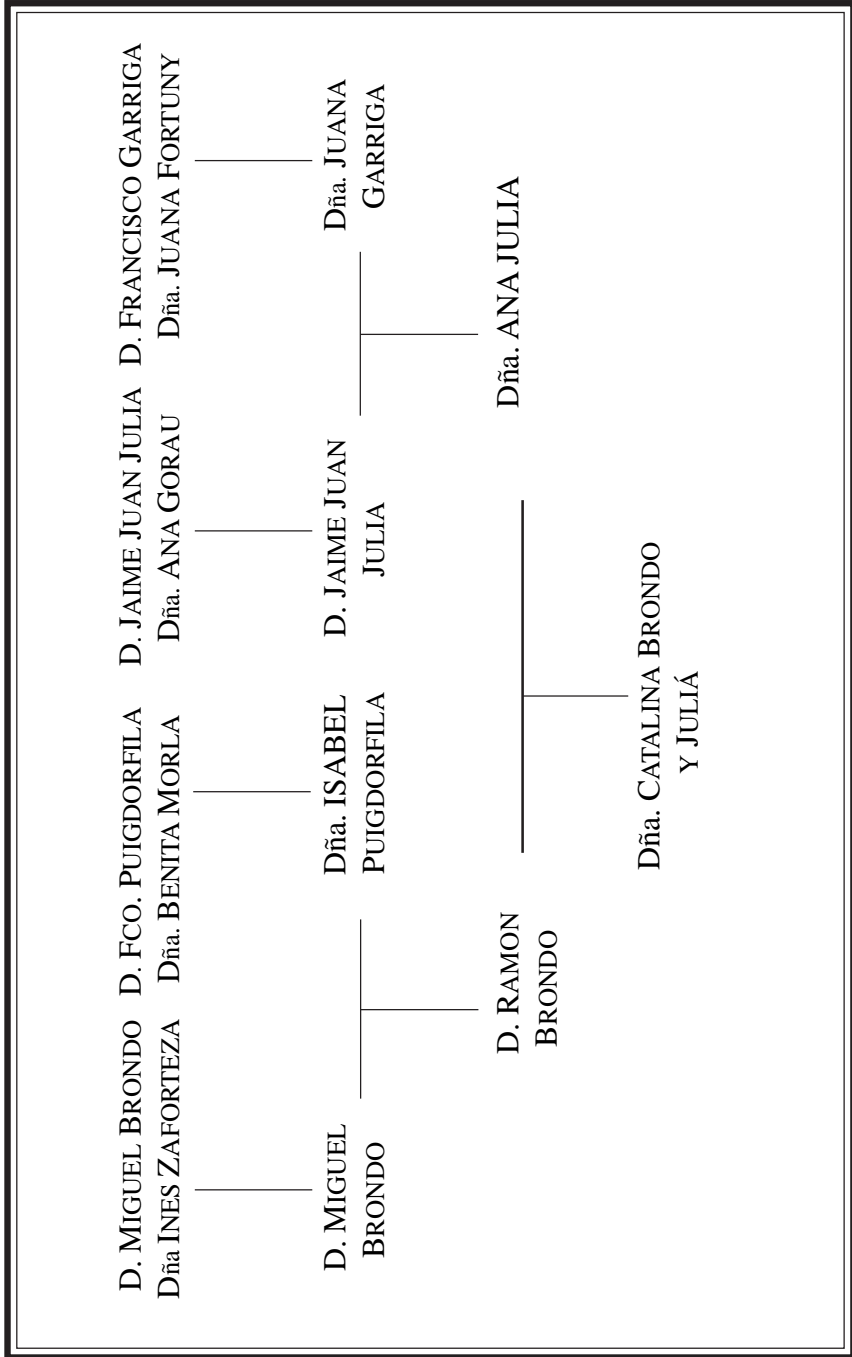 D. MIGUEL BRONDO
Dña INES ZAFORTEZA
D. FCO. PUIGDORFILA
Dña. BENITA MORLA
D. JAIME JUAN JULIA
Dña. ANA GORAU
D. FRANCISCO GARRIGA
Dña. JUANA FORTUNY
D. MIGUEL
BRONDO
Dña. ISABEL
PUIGDORFILA
D. JAIME JUAN
JULIA
Dña. JUANA
GARRIGA
D. RAMON
BRONDO
Dña. ANA JULIA
Dña. CATALINA BRONDO
Y JULIÁ